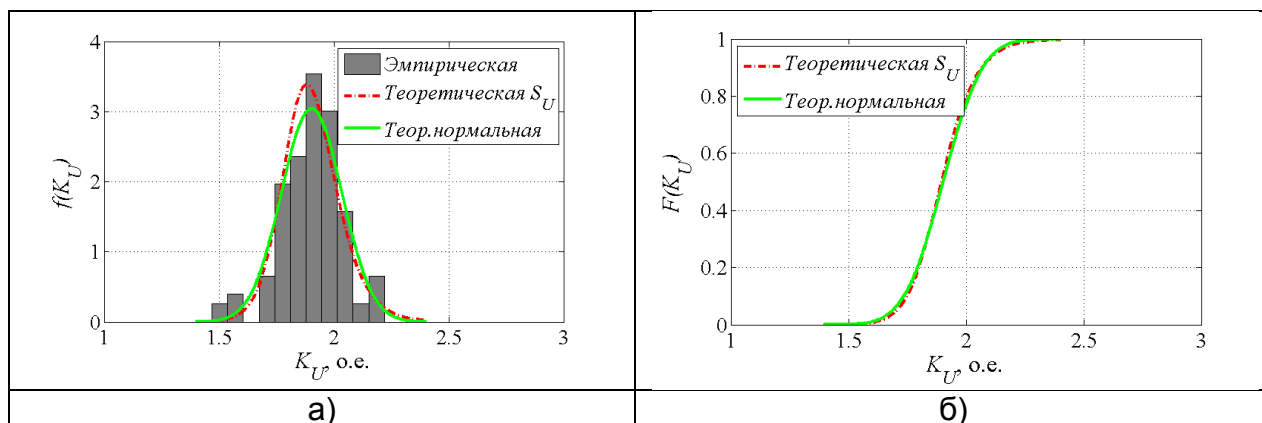 4
3
2
1
0
f(K_U)
Эмпирическая
Теоретическая S_U
Теор.нормальная
1
1.5
2
2.5
3
K_U, о.е.
а)
1
0.8
0.6
0.4
0.2
0
F(K_U)
Теоретическая S_U
Теор.нормальная
1
1.5
2
2.5
3
K_U, о.е.
б)